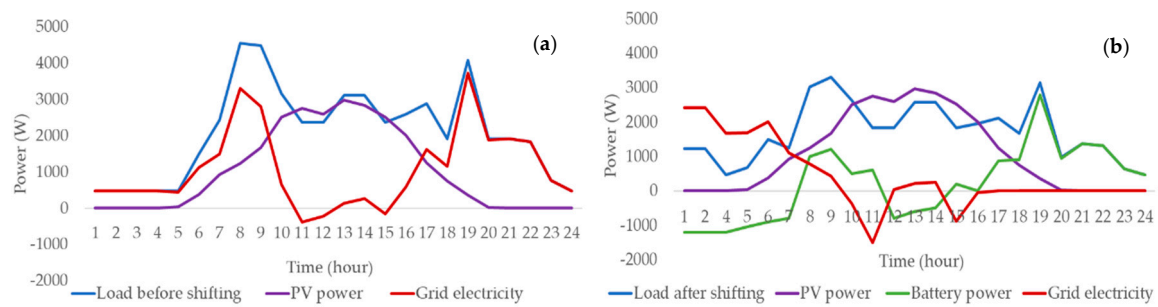 (a)
Power (W)
5000
4000
3000
2000
1000
0
-1000
-2000
1 2 3 4 5 6 7 8 9 10 11 12 13 14 15 16 17 18 19 20 21 22 23 24
Time (hour)
Load before shifting PV power Grid electricity
(b)
Power (W)
5000
4000
3000
2000
1000
0
-1000
-2000
1 2 4 5 6 7 8 9 10 11 12 13 14 15 16 17 18 19 20 21 22 23 24
Time (hour)
Load after shifting PV power Battery power Grid electricity